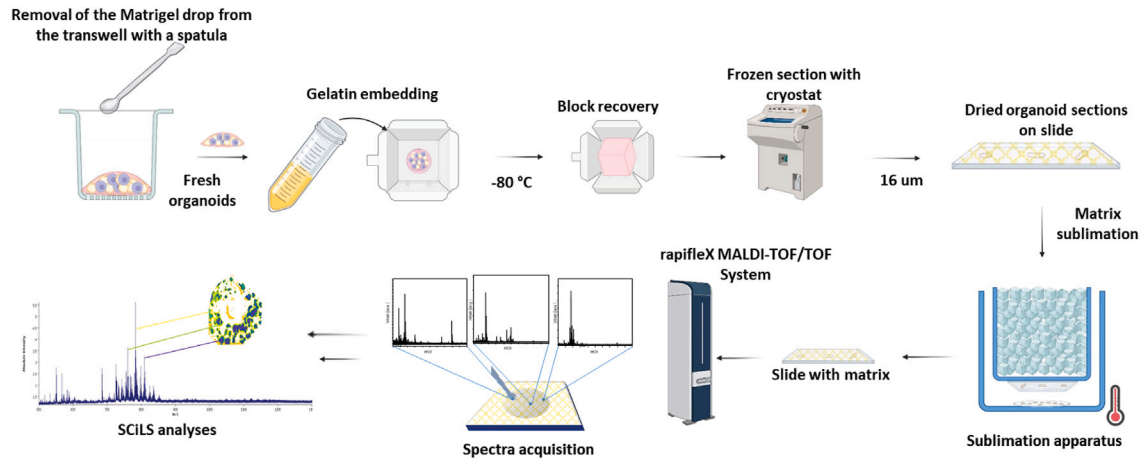 Removal of the Matrigel drop from
the transwell with a spatula
Fresh
organoids
Gelatin embedding
-80 °C
Block recovery
Frozen section with
cryostat
16 um
Dried organoid sections
on slide
Matrix
sublimation
Sublimation apparatus
Slide with matrix
rapifleX MALDI-TOF/TOF
System
Spectra acquisition
SCiLS analyses